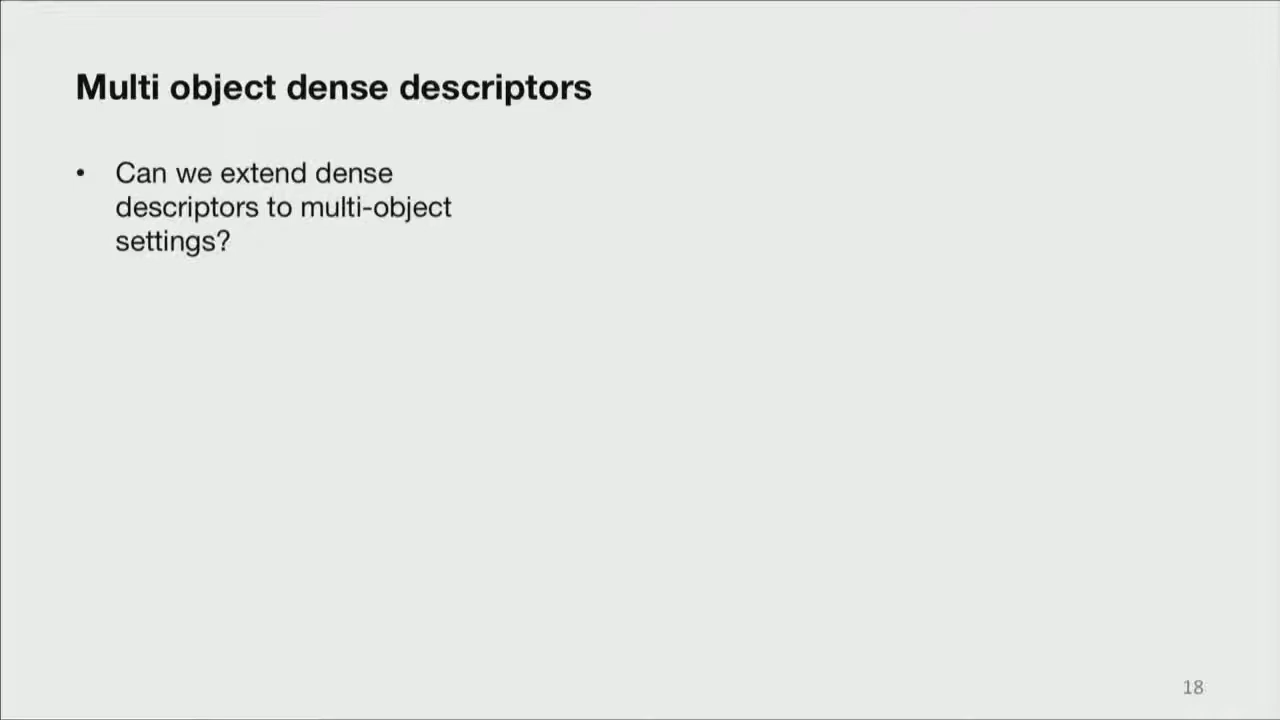 Multi object dense descriptors
• Can we extend dense
descriptors to multi-object
settings?
18